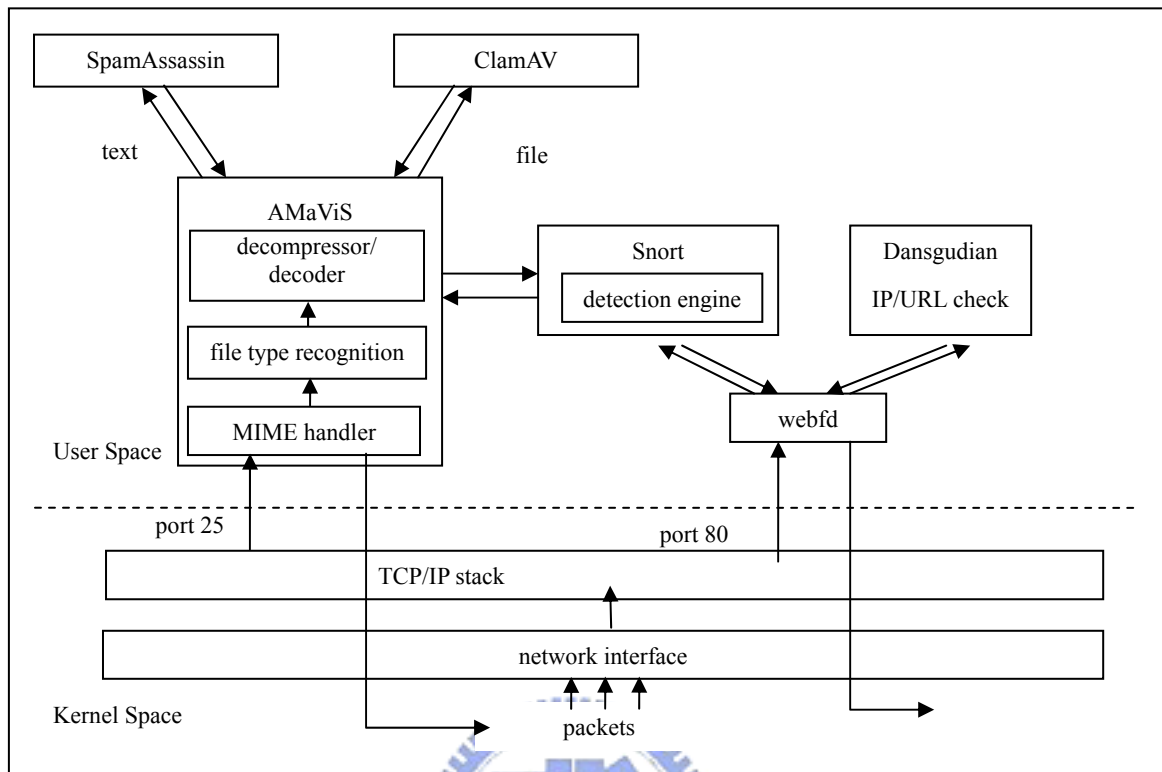 SpamAssassin
ClamAV
text
file
AMaViS
decompressor/
decoder
file type recognition
MIME handler
Snort
detection engine
Dansgudian
IP/URL check
webfd
User Space
port 25
port 80
TCP/IP stack
network interface
Kernel Space
packets